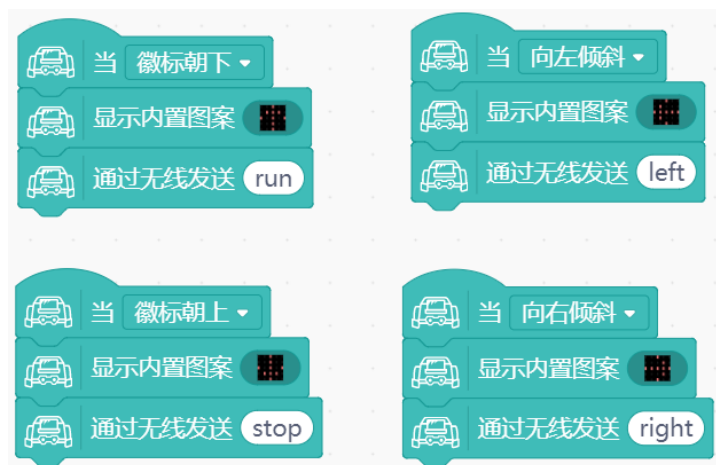 当 徽标朝下
显示内置图案
通过无线发送 run
当 向左倾斜
显示内置图案
通过无线发送 left
当 徽标朝上
显示内置图案
通过无线发送 stop
当 向右倾斜
显示内置图案
通过无线发送 right